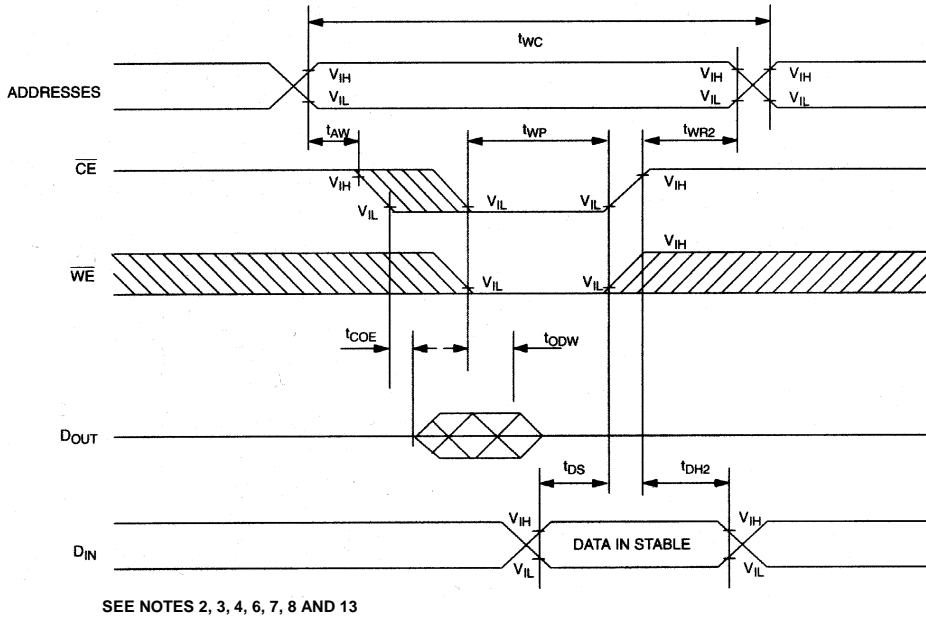 tWC
ADDRESSES
VIH
VIL
VIH
VIL
VIH
VIL
tAW
tWP
tWR2
CE
VIH
VIL
VIL
VIL
VIH
WE
VIL
VIL
VIH
tCOE
tODW
DOUT
tDS
tDH2
DIN
VIH
VIL
DATA IN STABLE
VIH
VIL
SEE NOTES 2, 3, 4, 6, 7, 8 AND 13